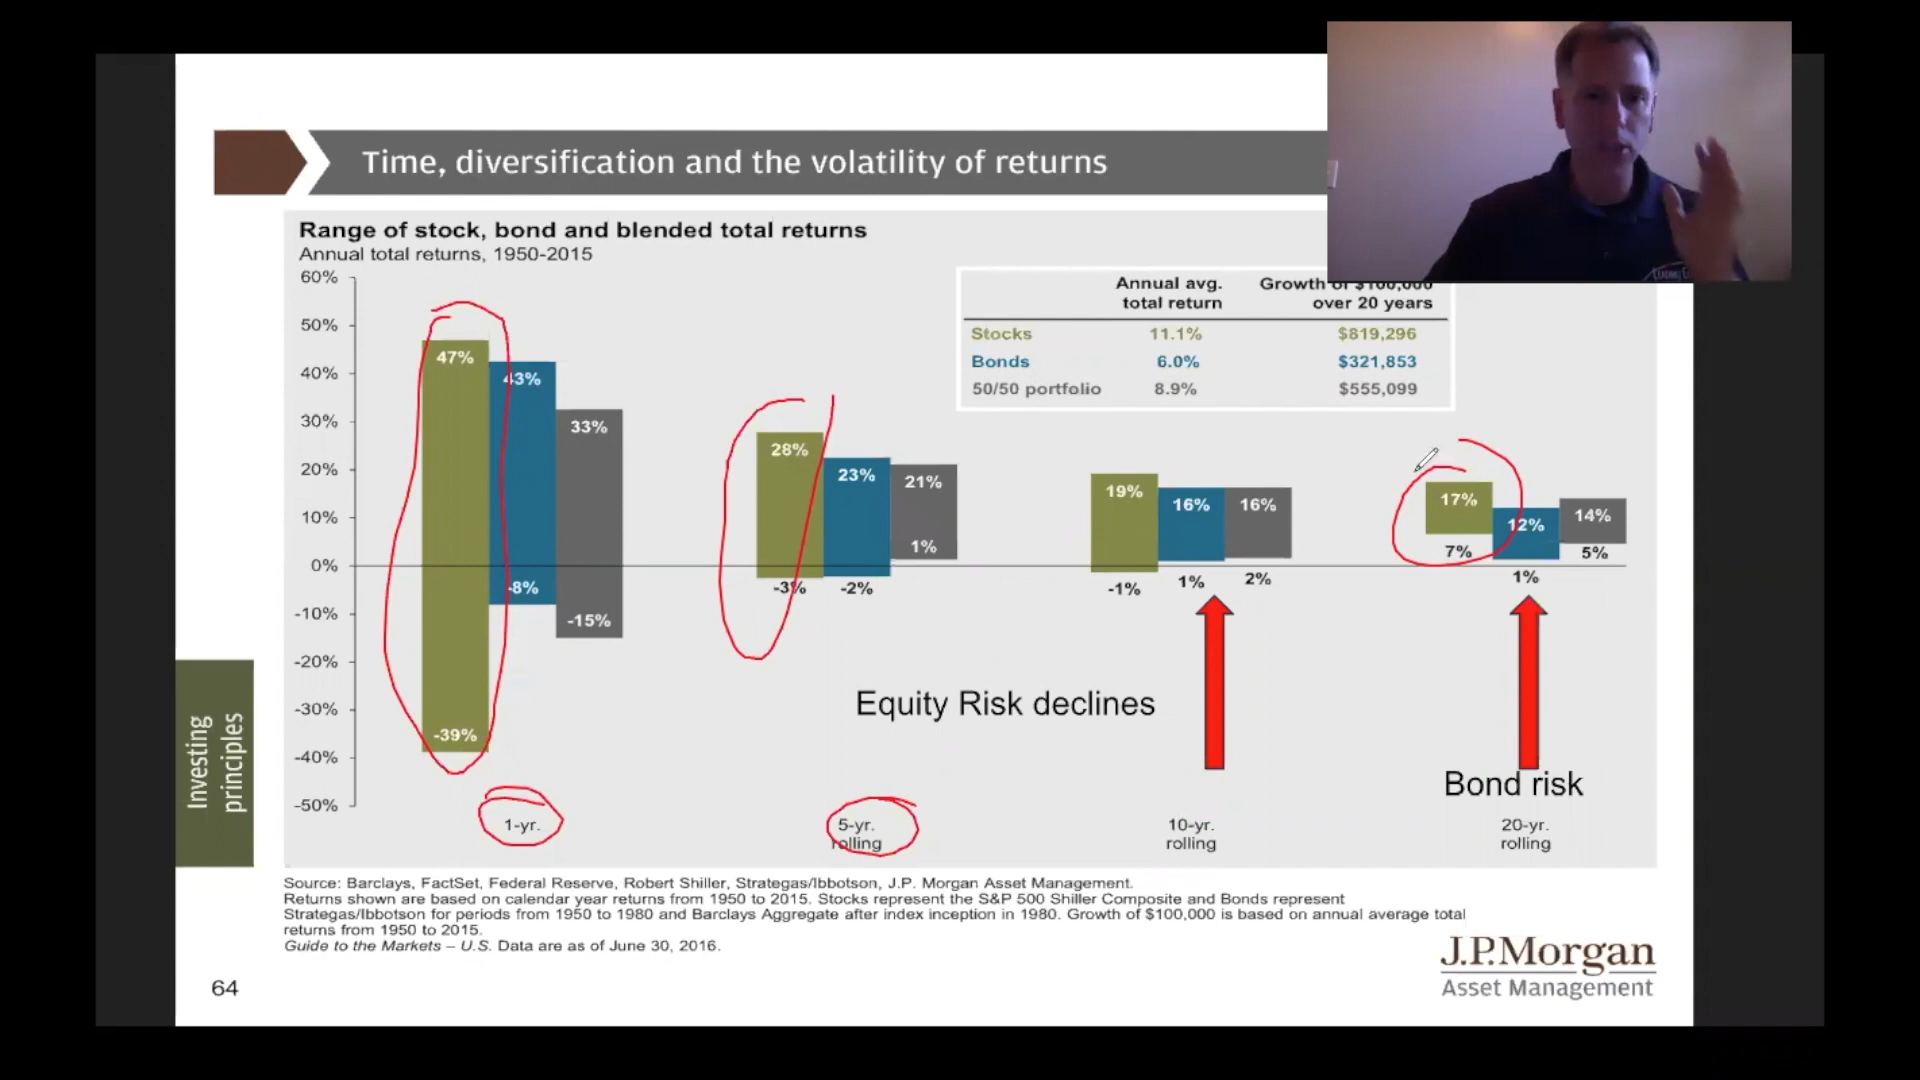 Time, diversification and the volatility of returns
Range of stock, bond and blended total returns
Annual total returns, 1950-2015
60%
50%
40%
30%
20%
10%
0%
-10%
-20%
-30%
-40%
-50%
47%
43%
33%
-8%
-15%
-39%
1-yr.
28%
23%
21%
1%
-3%
-2%
5-yr.
rolling
19%
16%
16%
-1%
1%
2%
10-yr.
rolling
17%
12%
14%
7%
5%
1%
20-yr.
rolling
Annual avg. Growth of $100,000
total return over 20 years
Stocks 11.1% $819,296
Bonds 6.0% $321,853
50/50 portfolio 8.9% $555,099
Equity Risk declines
Bond risk
Investing
principles
Source: Barclays, FactSet, Federal Reserve, Robert Shiller, Strategas/Ibbotson, J.P. Morgan Asset Management.
Returns shown are based on calendar year returns from 1950 to 2015. Stocks represent the S&P 500 Shiller Composite and Bonds represent
Strategas/Ibbotson for periods from 1950 to 1980 and Barclays Aggregate after index inception in 1980. Growth of $100,000 is based on annual average total
returns from 1950 to 2015.
Guide to the Markets – U.S. Data are as of June 30, 2016.
64
J.P.Morgan
Asset Management